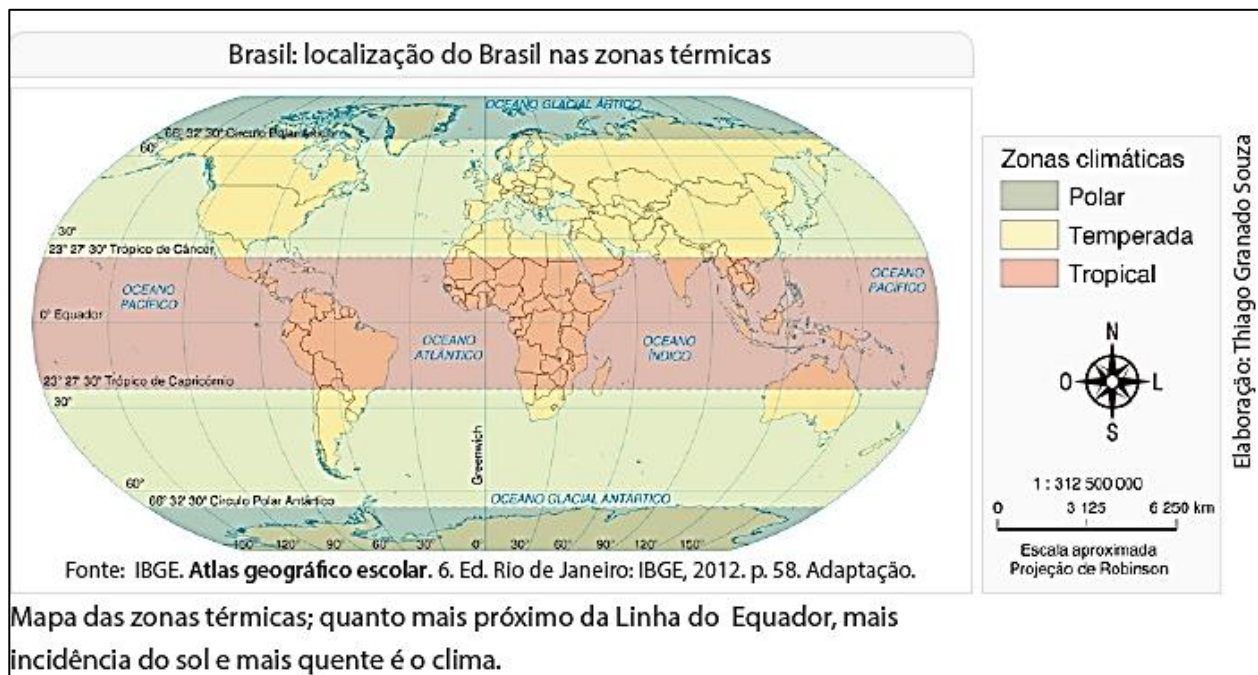 Brasil: localização do Brasil nas zonas térmicas
OCEANO GLACIAL ÁRTICO
66° 32' 30" Círculo Polar Ártico
60°
30°
23° 27' 30" Trópico de Câncer
OCEANO
PACÍFICO
OCEANO
PACÍFICO
0° Equador
OCEANO
ATLÂNTICO
OCEANO
ÍNDICO
23° 27' 30" Trópico de Capricórnio
30°
Greenwich
60°
66° 32' 30" Círculo Polar Antártico
OCEANO GLACIAL ANTÁRTICO
150° 120° 90° 60° 30° 0° 30° 60° 90° 120° 150°
Fonte: IBGE. Atlas geográfico escolar. 6. Ed. Rio de Janeiro: IBGE, 2012. p. 58. Adaptação.
Zonas climáticas
Polar
Temperada
Tropical
N
O L
S
1 : 312 500 000
0 3 125 6 250 km
Escala aproximada
Projeção de Robinson
Elaboração: Thiago Granado Souza
Mapa das zonas térmicas; quanto mais próximo da Linha do Equador, mais
incidência do sol e mais quente é o clima.